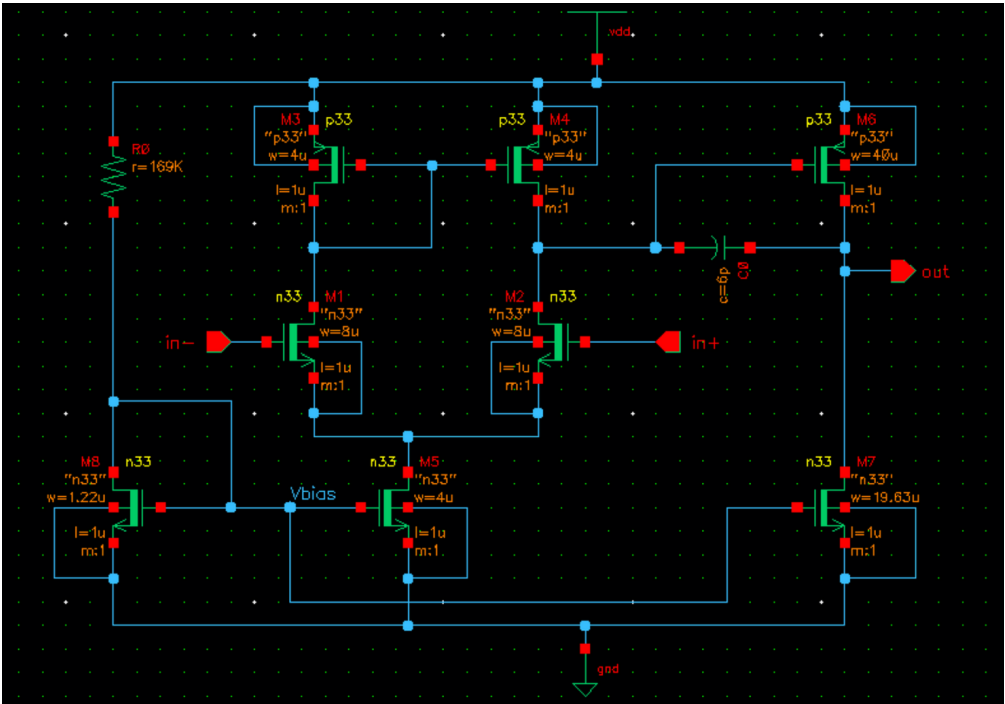 vdd
M3 p33
"p33"
w=4u
l=1u
m:1
p33 M4
"p33"
w=4u
l=1u
m:1
p33 M6
"p33"
w=40u
l=1u
m:1
R0
r=169K
c=6p
C0
out
n33 M1
"n33"
w=8u
l=1u
m:1
in-
M2 n33
"n33"
w=8u
l=1u
m:1
in+
M8 n33
"n33"
w=1.22u
l=1u
m:1
Vbias
n33 M5
"n33"
w=4u
l=1u
m:1
n33 M7
"n33"
w=19.63u
l=1u
m:1
gnd